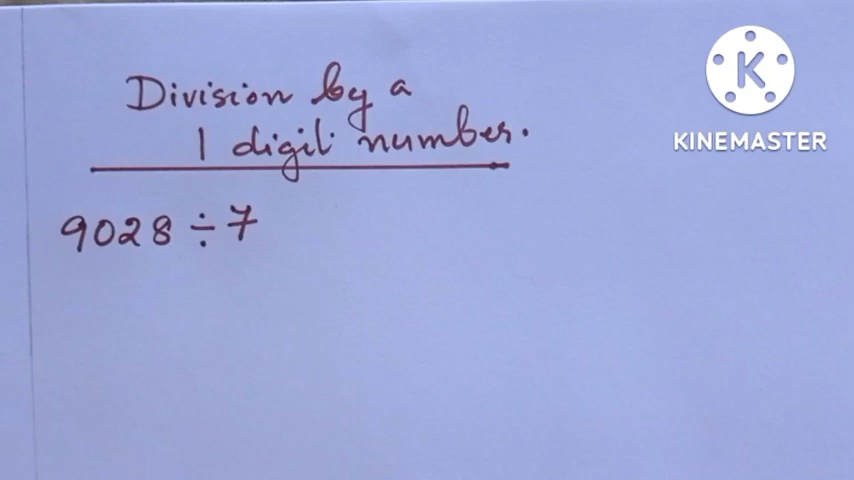 Division by a
1 digit number.
9028 ÷ 7
K
KINEMASTER